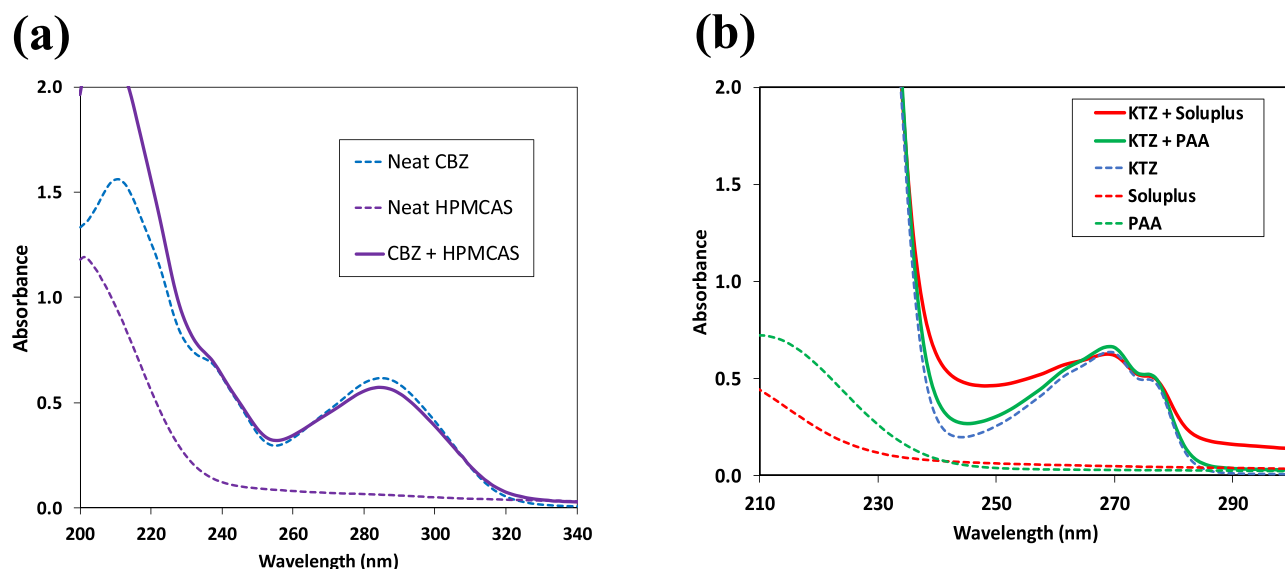 (a)
2.0
1.5
1.0
0.5
0.0
Absorbance
200 220 240 260 280 300 320 340
Wavelength (nm)
Neat CBZ
Neat HPMCAS
CBZ + HPMCAS
(b)
2.0
1.5
1.0
0.5
0.0
Absorbance
210 230 250 270 290
Wavelength (nm)
KTZ + Soluplus
KTZ + PAA
KTZ
Soluplus
PAA